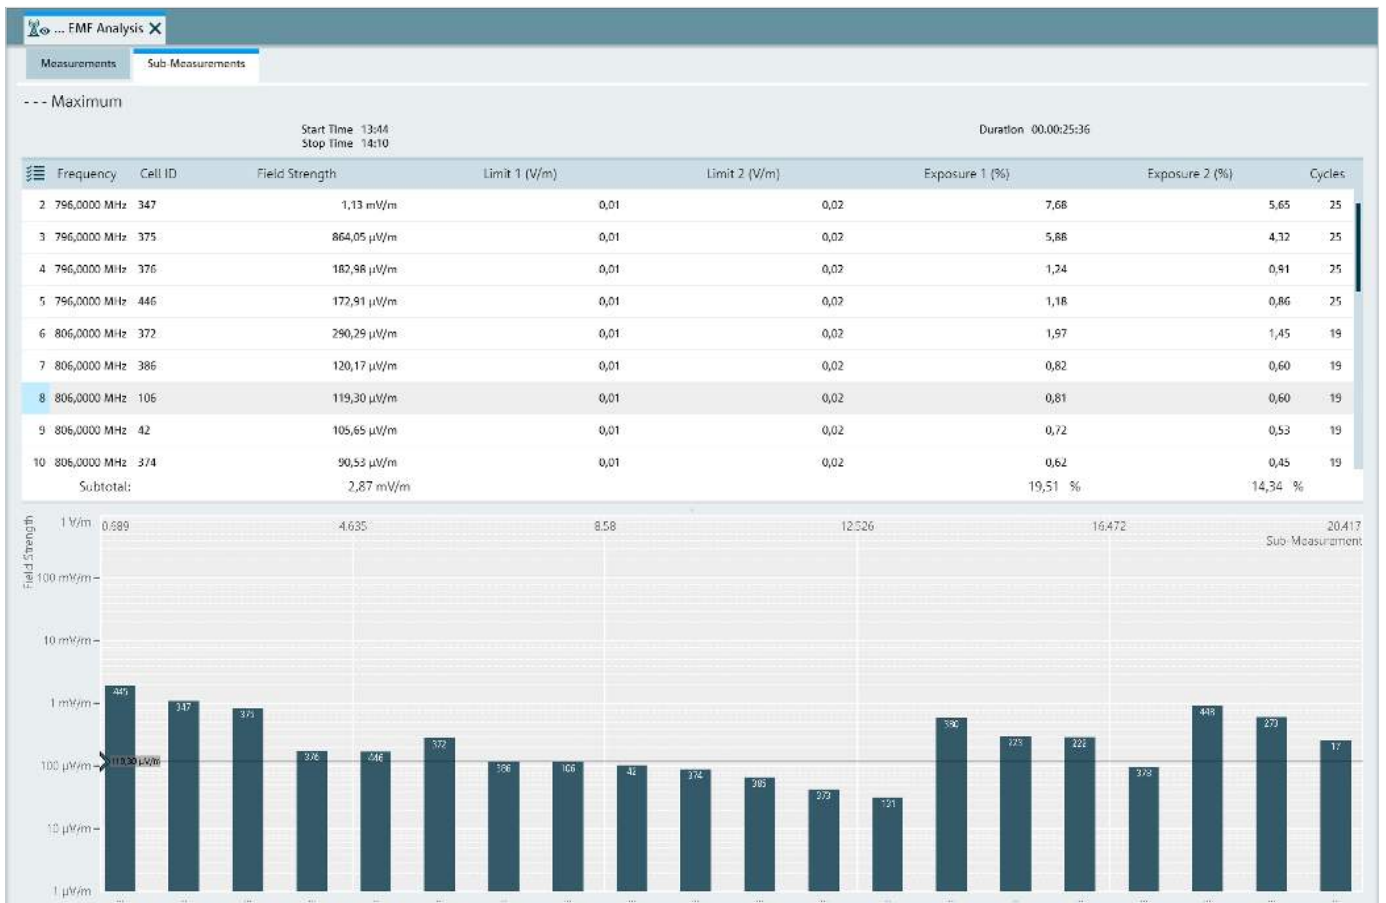 ... EMF Analysis X
Measurements Sub-Measurements
- - - Maximum
Start Time 13:44 Duration 00.00:25:36
Stop Time 14:10
Frequency Cell ID Field Strength Limit 1 (V/m) Limit 2 (V/m) Exposure 1 (%) Exposure 2 (%) Cycles
2 796,0000 MHz 347 1,13 mV/m 0,01 0,02 7,68 5,65 25
3 796,0000 MHz 375 864,05 µV/m 0,01 0,02 5,88 4,32 25
4 796,0000 MHz 376 182,98 µV/m 0,01 0,02 1,24 0,91 25
5 796,0000 MHz 446 172,91 µV/m 0,01 0,02 1,18 0,86 25
6 806,0000 MHz 372 290,29 µV/m 0,01 0,02 1,97 1,45 19
7 806,0000 MHz 386 120,17 µV/m 0,01 0,02 0,82 0,60 19
8 806,0000 MHz 106 119,30 µV/m 0,01 0,02 0,81 0,60 19
9 806,0000 MHz 42 105,65 µV/m 0,01 0,02 0,72 0,53 19
10 806,0000 MHz 374 90,53 µV/m 0,01 0,02 0,62 0,45 19
Subtotal: 2,87 mV/m 19,51 % 14,34 %
Field Strength
1 V/m 0.689 4.635 8.58 12.526 16.472 20.417
Sub-Measurement
100 mV/m
10 mV/m
1 mV/m
100 µV/m
10 µV/m
1 µV/m
119,30 µV/m
445 347 375 376 446 372 386 106 42 374 385 373 131 380 223 222 378 448 273 17